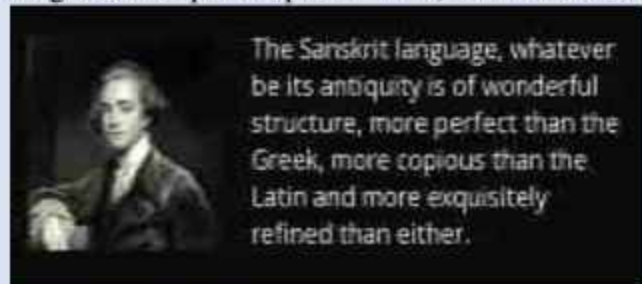 The Sanskrit language, whatever
be its antiquity is of wonderful
structure, more perfect than the
Greek, more copious than the
Latin and more exquisitely
refined than either.